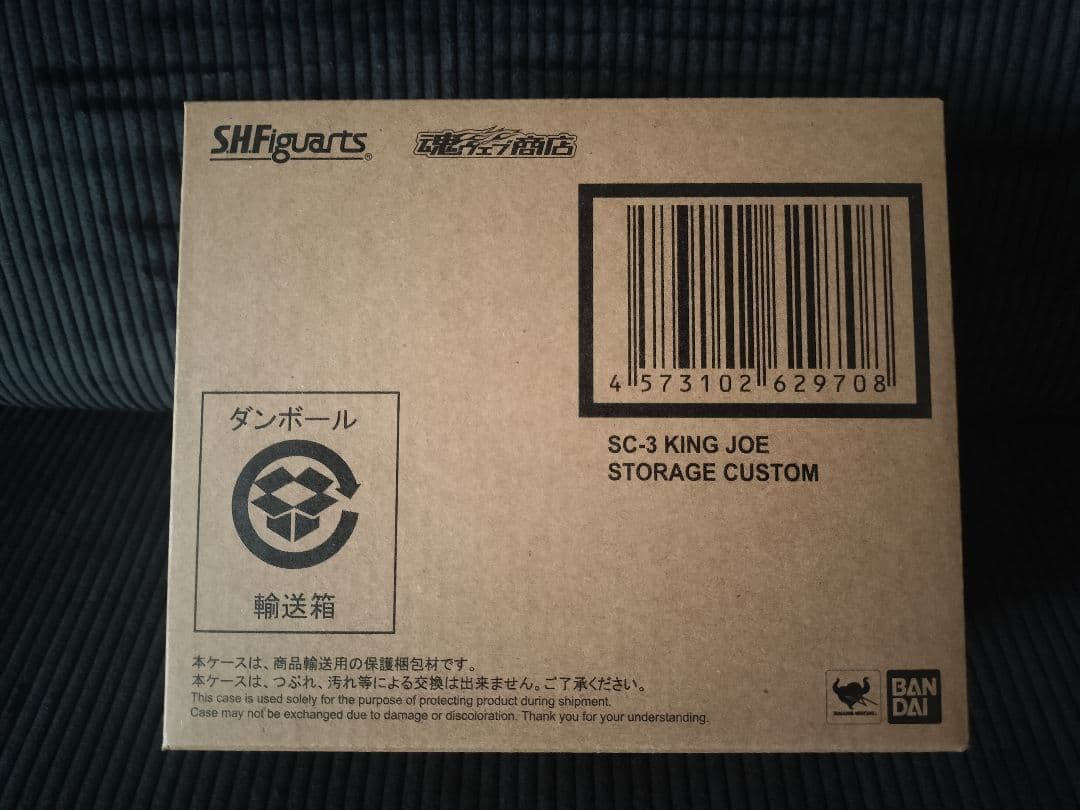 S.H.Figuarts®
魂ウェブ商店
4 573102 629708
SC-3 KING JOE
STORAGE CUSTOM
ダンボール
輸送箱
本ケースは、商品輸送用の保護梱包材です。
本ケースは、つぶれ、汚れ等による交換は出来ません。ご了承ください。
This case is used solely for the purpose of protecting product during shipment.
Case may not be exchanged due to damage or discoloration. Thank you for your understanding.
BAN
DAI